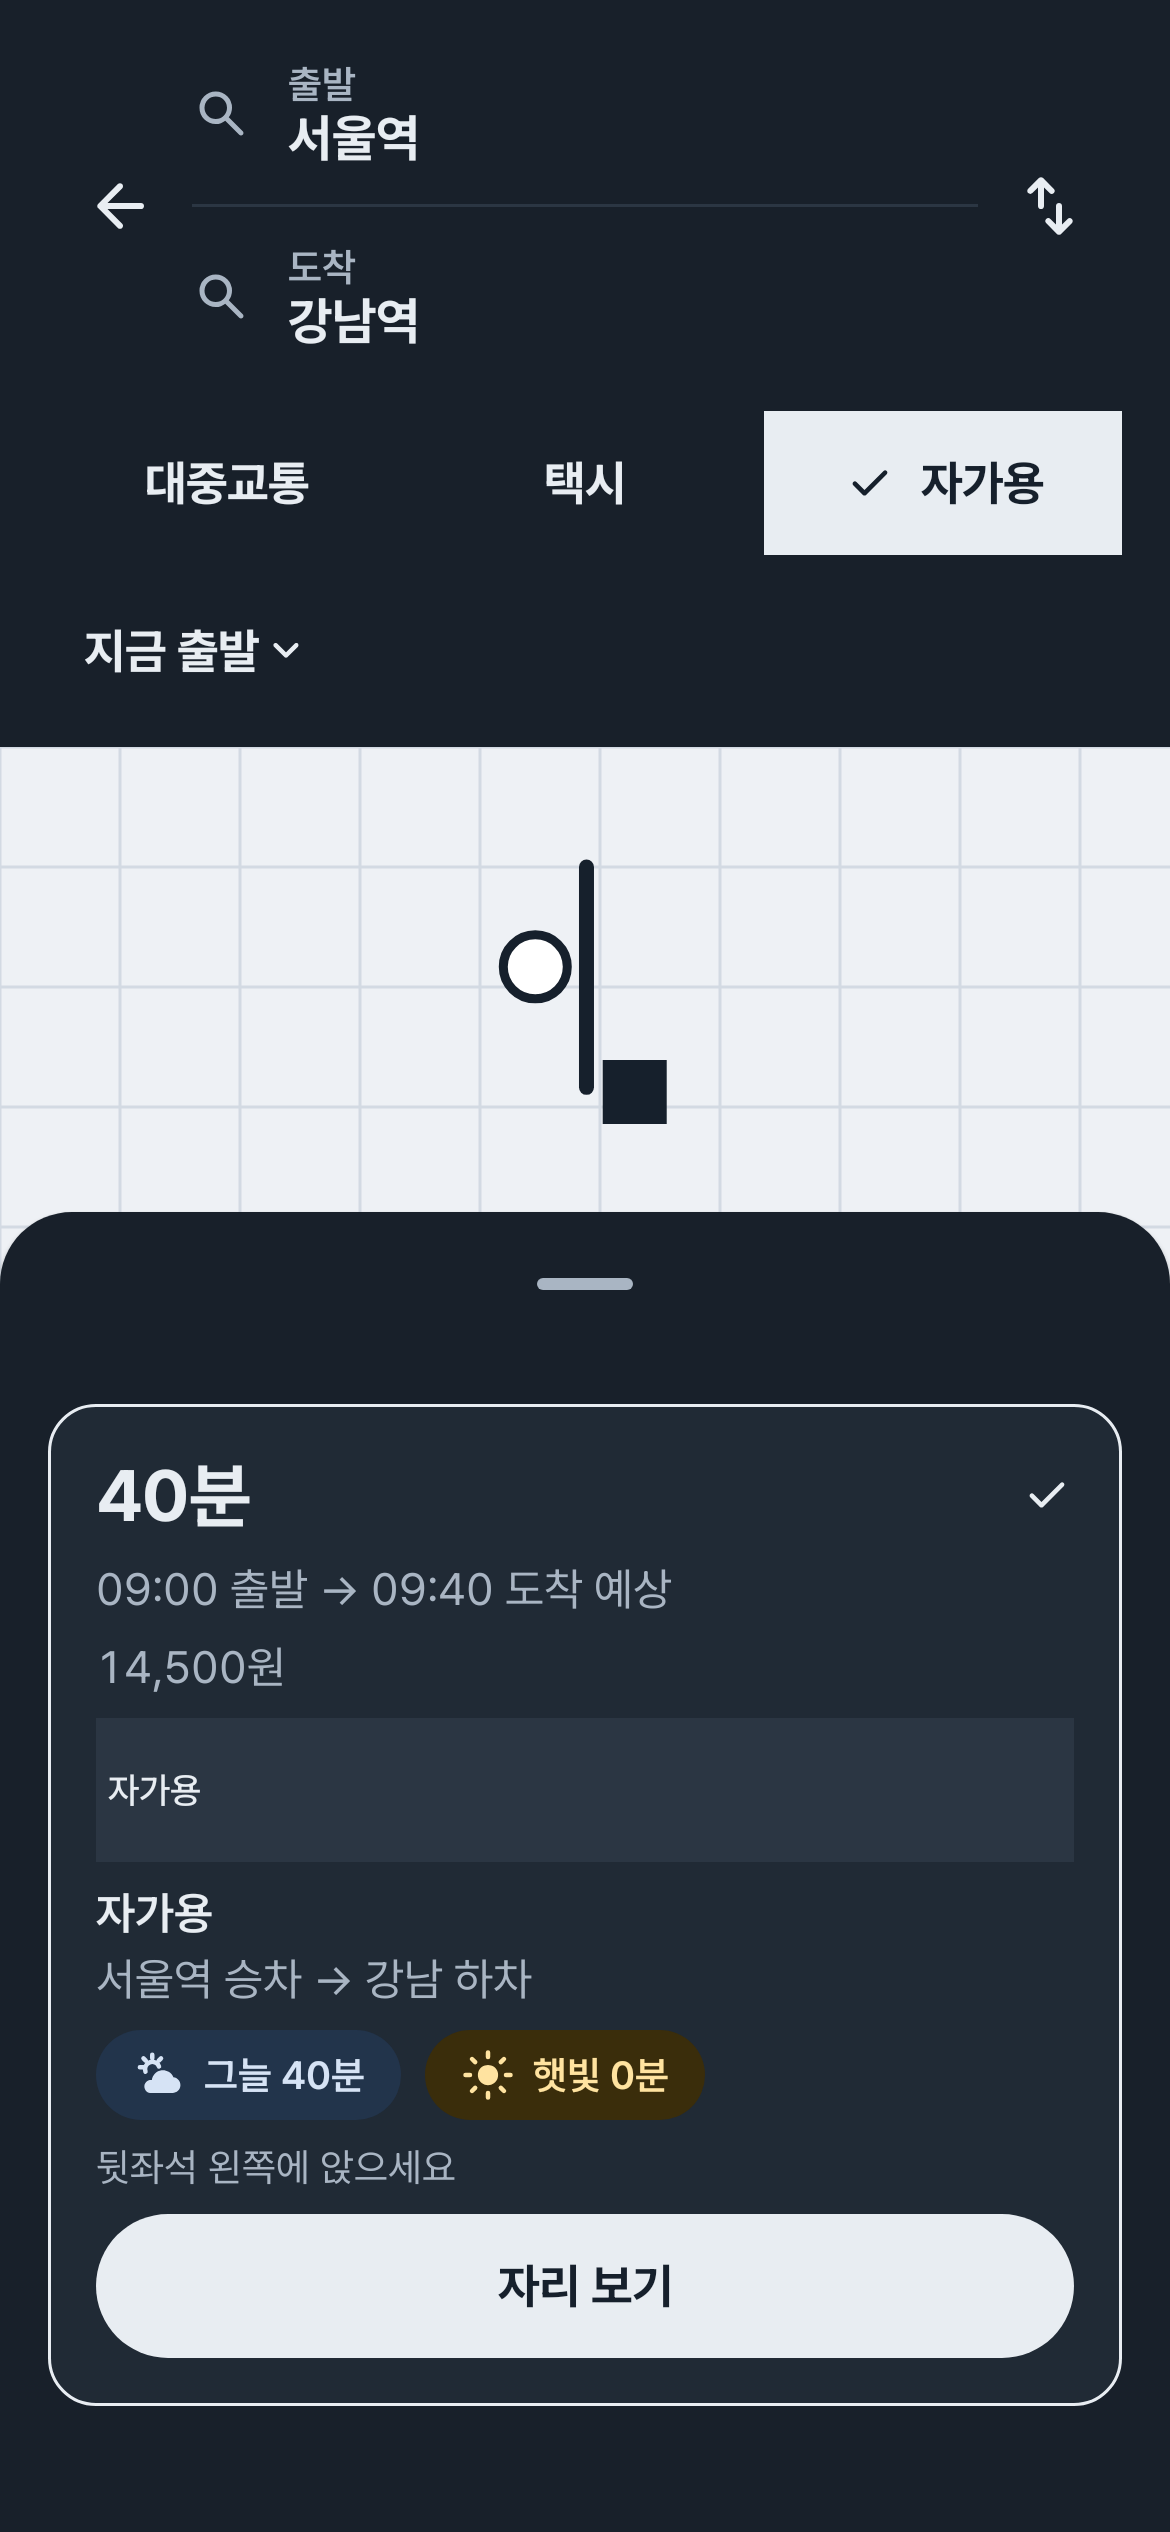 출발
서울역
도착
강남역
대중교통
택시
자가용
지금 출발
40분
09:00 출발 → 09:40 도착 예상
14,500원
자가용
자가용
서울역 승차 → 강남 하차
그늘 40분
햇빛 0분
뒷좌석 왼쪽에 앉으세요
자리 보기